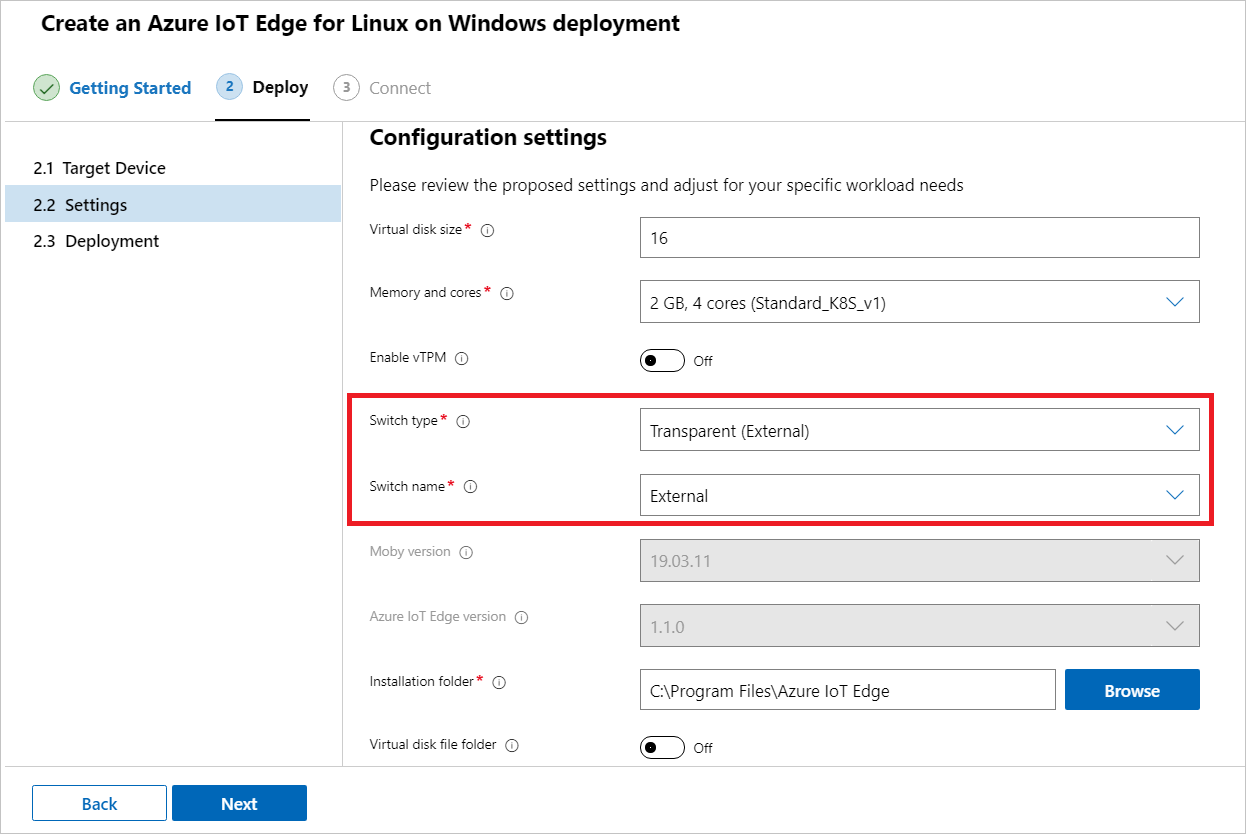 Create an Azure IoT Edge for Linux on Windows deployment
Getting Started
2 Deploy
3 Connect
2.1 Target Device
2.2 Settings
2.3 Deployment
Configuration settings
Please review the proposed settings and adjust for your specific workload needs
Virtual disk size*
16
Memory and cores*
2 GB, 4 cores (Standard_K8S_v1)
Enable vTPM
Off
Switch type*
Transparent (External)
Switch name*
External
Moby version
19.03.11
Azure IoT Edge version
1.1.0
Installation folder*
C:\Program Files\Azure IoT Edge
Browse
Virtual disk file folder
Off
Back
Next